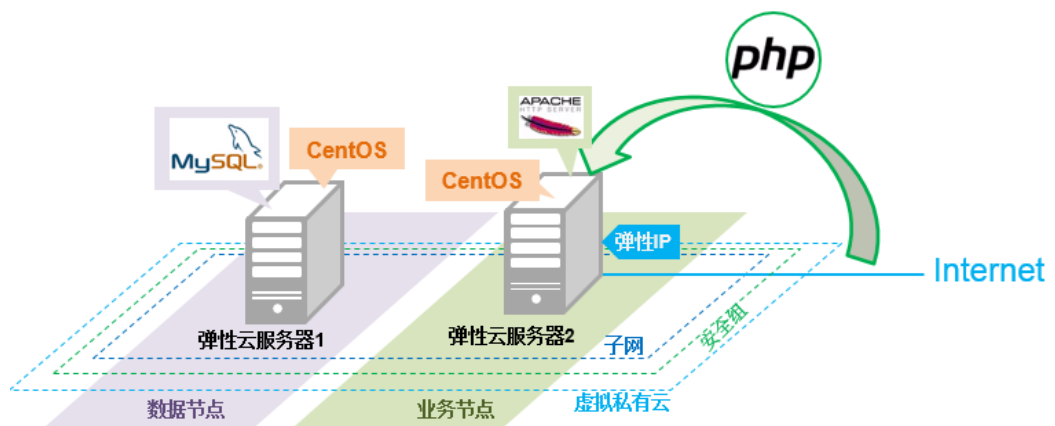 php
APACHE
HTTP SERVER
MySQL
CentOS
CentOS
弹性IP
Internet
弹性云服务器1
弹性云服务器2
子网
安全组
虚拟私有云
数据节点
业务节点